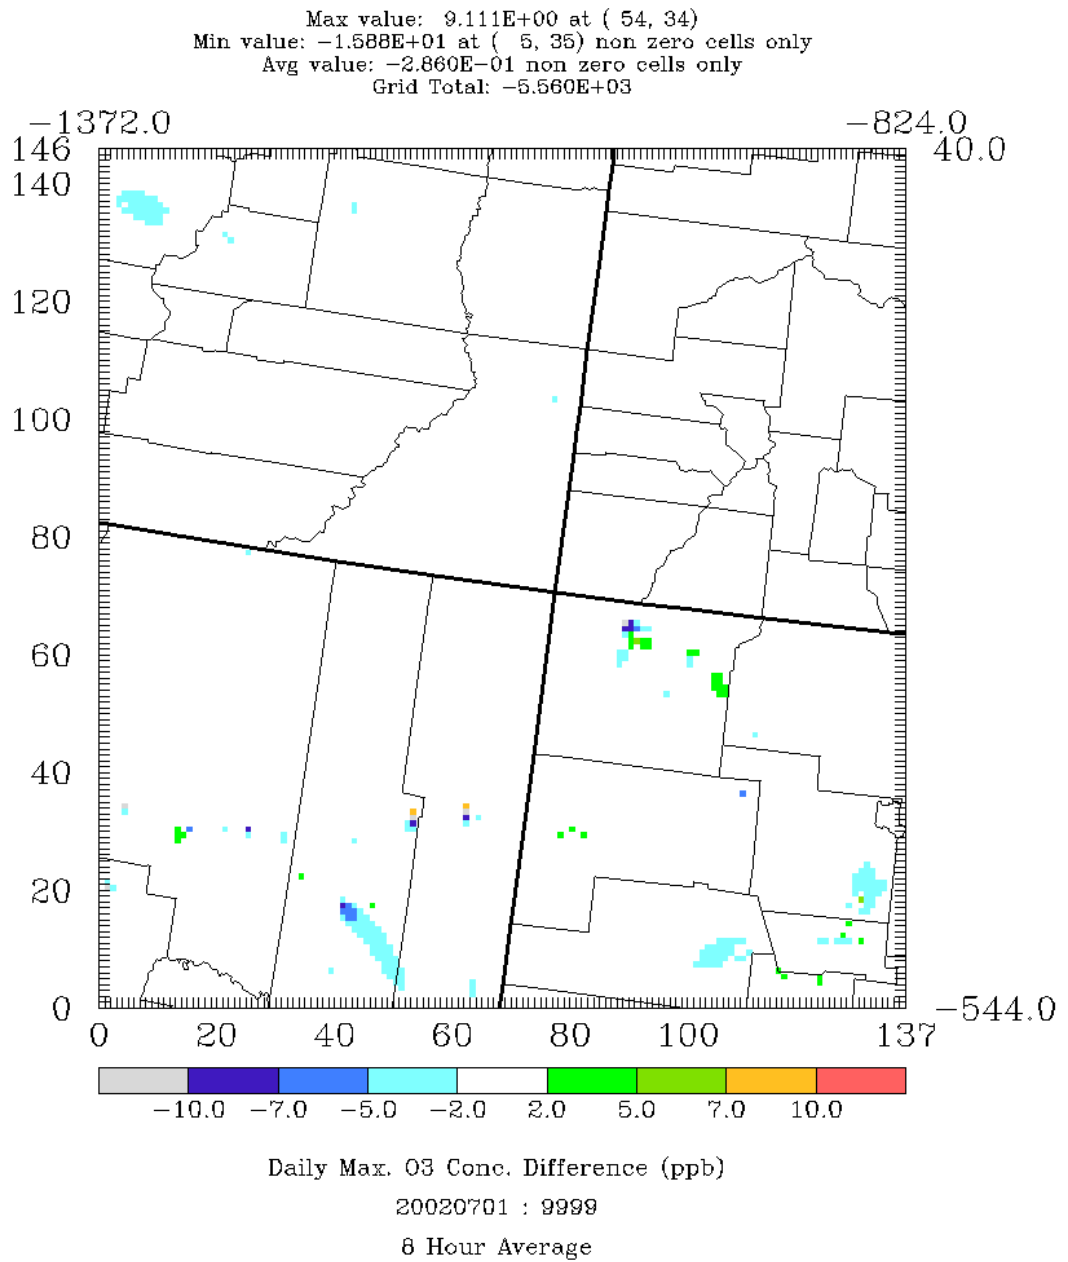 Max value: 9.111E+00 at ( 54, 34)
Min value: −1.588E+01 at ( 5, 35) non zero cells only
Avg value: −2.860E−01 non zero cells only
Grid Total: −5.560E+03
−1372.0 −824.0
146 40.0
140
120
100
80
60
40
20
0 −544.0
0 20 40 60 80 100 137
−10.0 −7.0 −5.0 −2.0 2.0 5.0 7.0 10.0
Daily Max. O3 Conc. Difference (ppb)
20020701 : 9999
8 Hour Average